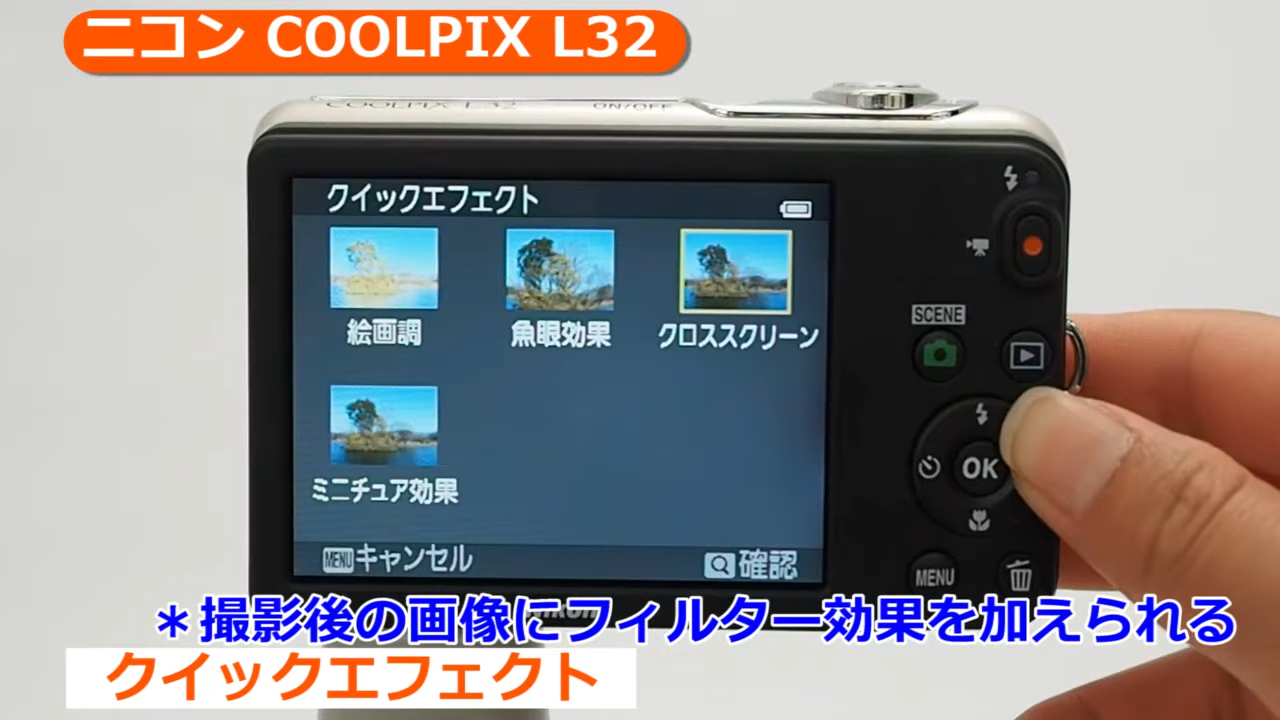 ニコン COOLPIX L32
COOLPIX L32
ON/OFF
クイックエフェクト
絵画調
魚眼効果
クロススクリーン
ミニチュア効果
MENU キャンセル
確認
SCENE
OK
MENU
Nikon
＊撮影後の画像にフィルター効果を加えられる
クイックエフェクト